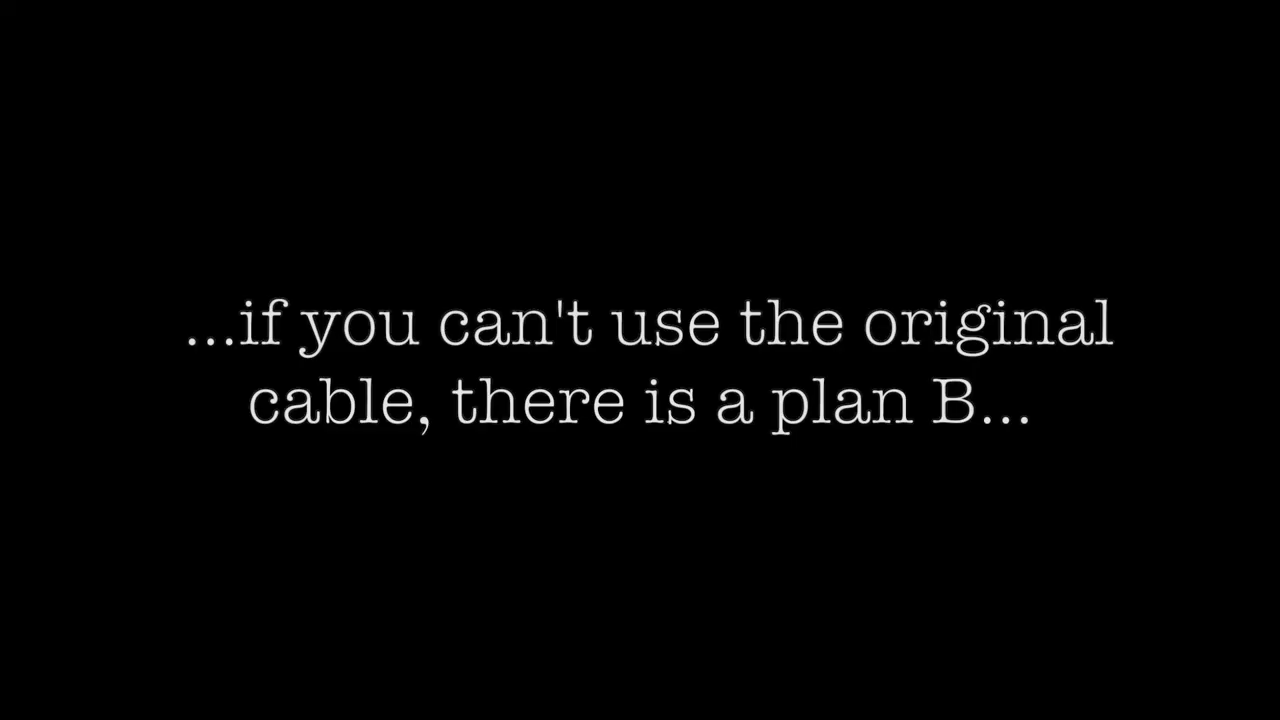 ...if you can't use the original
cable, there is a plan B...